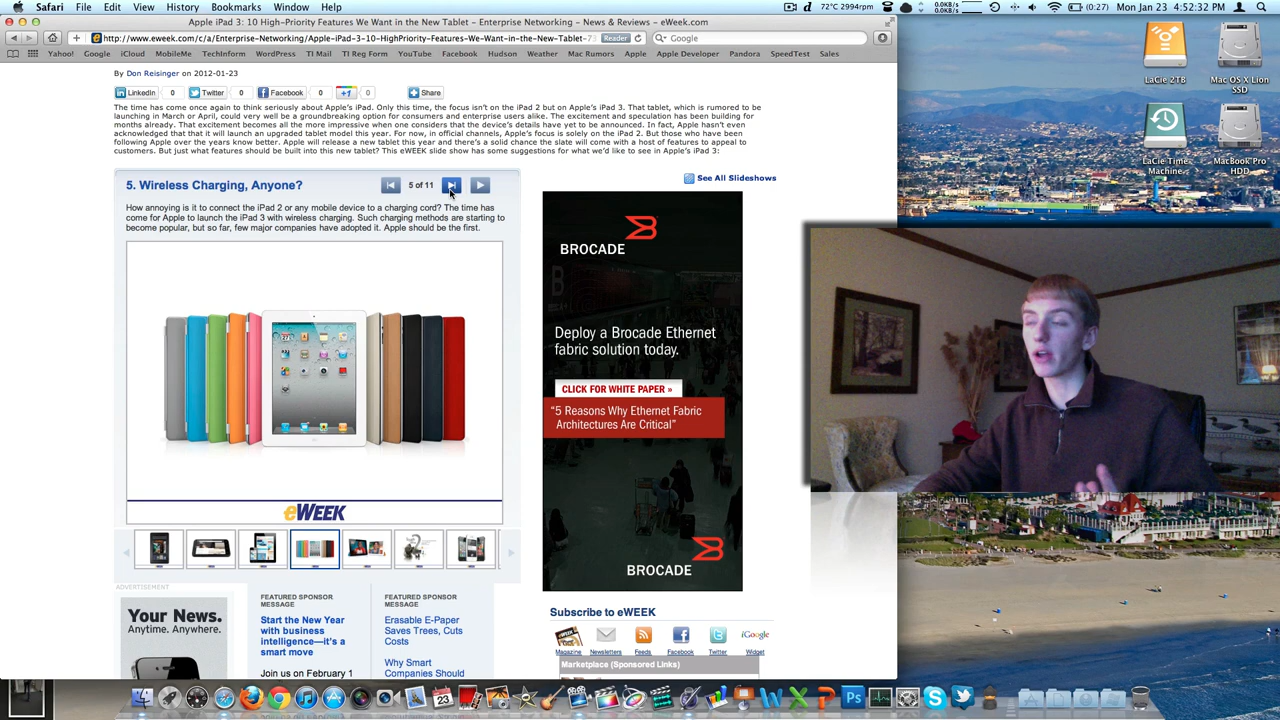 Safari File Edit View History Bookmarks Window Help
72°C 2994rpm 0.0KB/s 0.0KB/s (0:27) Mon Jan 23 4:52:32 PM
Apple iPad 3: 10 High-Priority Features We Want in the New Tablet - Enterprise Networking - News & Reviews - eWeek.com
http://www.eweek.com/c/a/Enterprise-Networking/Apple-iPad-3-10-HighPriority-Features-We-Want-in-the-New-Tablet-7 Reader Google
Yahoo! Google iCloud MobileMe TechTorium WordPress TI Mail TI Reg Form YouTube Facebook Hudson Weather Mac Rumors Apple Apple Developer Pandora SpeedTest Sales
By Don Reisinger on 2012-01-23
LinkedIn 0 Twitter 0 Facebook 0 +1 0 Share
The time has come once again to think seriously about Apple's iPad. Only this time, the focus isn't on the iPad 2 but on Apple's iPad 3. That tablet, which is rumored to be
launching in March or April, could very well be a groundbreaking option for consumers and enterprise users alike. The excitement and speculation has been building for
months already. That excitement becomes all the more impressive when one considers that the device's details have yet to be announced. In fact, Apple hasn't even
acknowledged that that it will launch an upgraded tablet model this year. For now, in official channels, Apple's focus is solely on the iPad 2. But those who have been
following Apple over the years know better. Apple will release a new tablet this year and there's a solid chance the slate will come with a host of features to appeal to
customers. But just what features should be built into this new tablet? This eWEEK slide show has some suggestions for what we'd like to see in Apple's iPad 3:
5. Wireless Charging, Anyone? 5 of 11
See All Slideshows
How annoying is it to connect the iPad 2 or any mobile device to a charging cord? The time has
come for Apple to launch the iPad 3 with wireless charging. Such charging methods are starting to
become popular, but so far, few major companies have adopted it. Apple should be the first.
eWEEK
BROCADE
Deploy a Brocade Ethernet
fabric solution today.
CLICK FOR WHITE PAPER »
"5 Reasons Why Ethernet Fabric
Architectures Are Critical"
BROCADE
ADVERTISEMENT
Your News.
Anytime. Anywhere.
FEATURED SPONSOR
MESSAGE
Start the New Year
with business
intelligence—it's a
smart move
Join us on February 1
FEATURED SPONSOR
MESSAGE
Erasable E-Paper
Saves Trees, Cuts
Costs
Why Smart
Companies Should
Subscribe to eWEEK
iGoogle
Magazine Newsletters Feeds Facebook Twitter Widget
Marketplace (Sponsored Links)
LaCie 2TB
Mac OS X Lion
SSD
LaCie Time
Machine
MacBook Pro
HDD